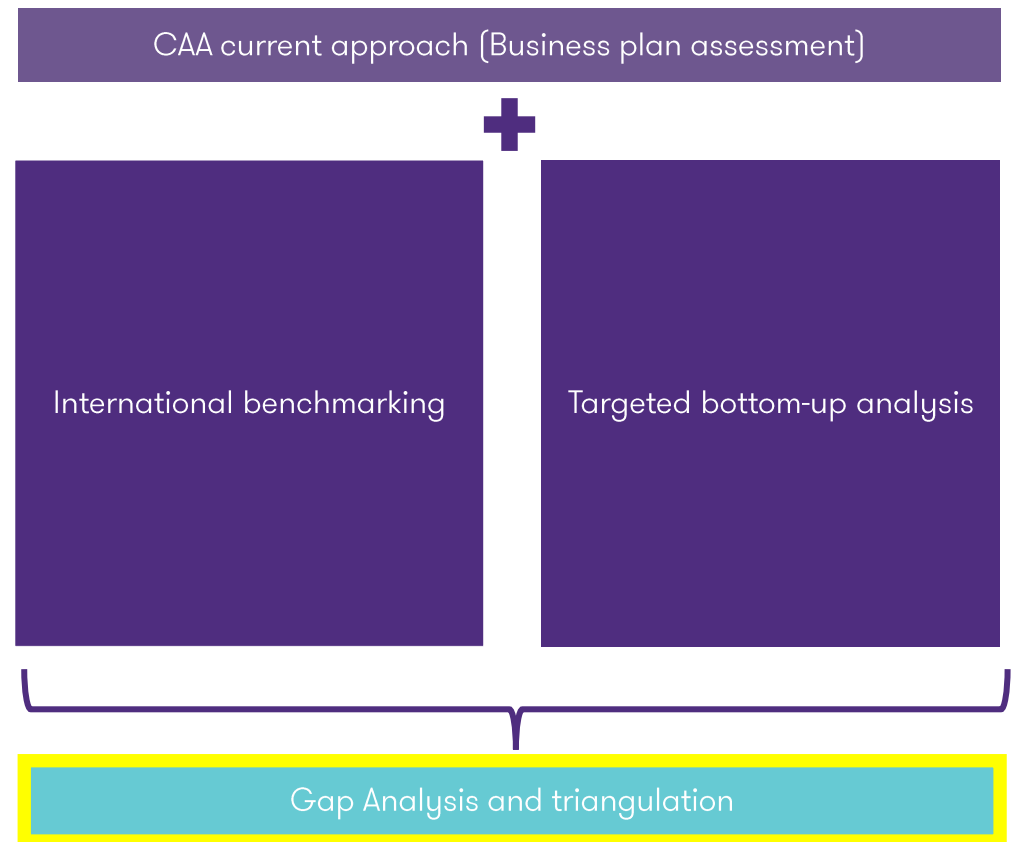 CAA current approach (Business plan assessment)
International benchmarking
Targeted bottom-up analysis
Gap Analysis and triangulation